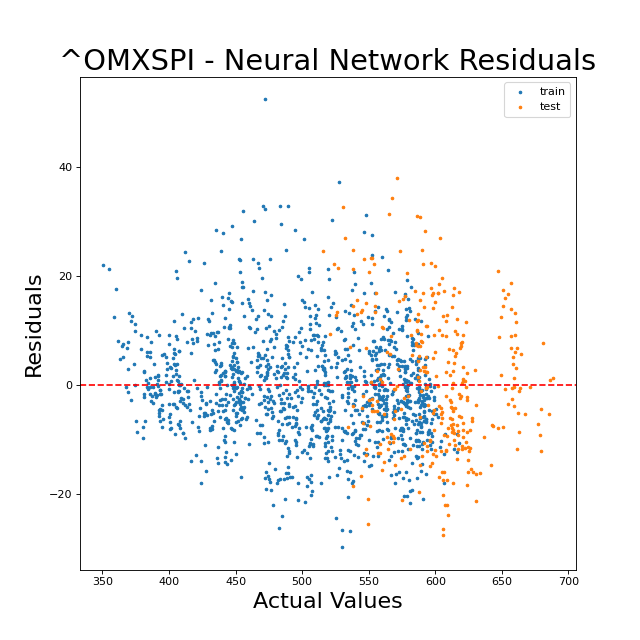 ^OMXSPI - Neural Network Residuals
train
test
Residuals
40
20
0
−20
350 400 450 500 550 600 650 700
Actual Values